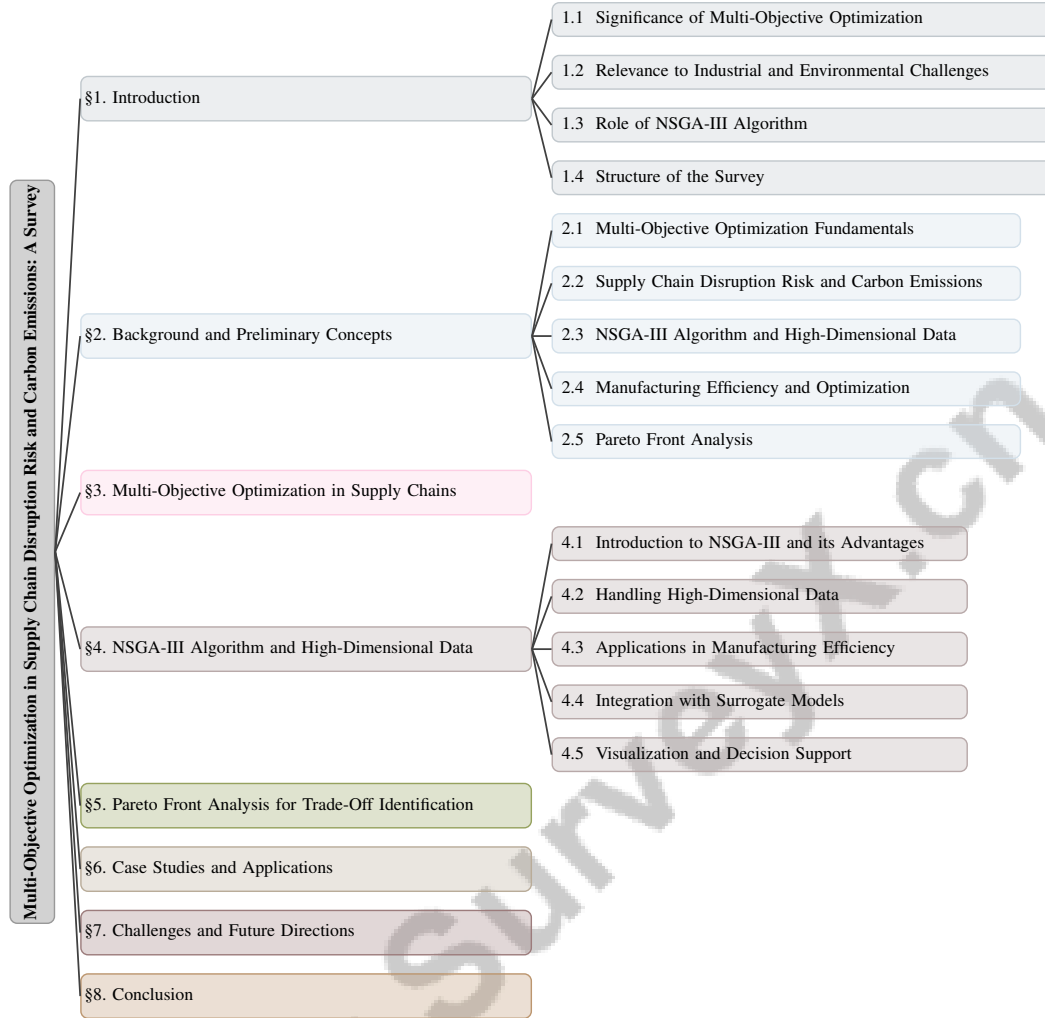 Multi-Objective Optimization in Supply Chain Disruption Risk and Carbon Emissions: A Survey
§1. Introduction
1.1 Significance of Multi-Objective Optimization
1.2 Relevance to Industrial and Environmental Challenges
1.3 Role of NSGA-III Algorithm
1.4 Structure of the Survey
§2. Background and Preliminary Concepts
2.1 Multi-Objective Optimization Fundamentals
2.2 Supply Chain Disruption Risk and Carbon Emissions
2.3 NSGA-III Algorithm and High-Dimensional Data
2.4 Manufacturing Efficiency and Optimization
2.5 Pareto Front Analysis
§3. Multi-Objective Optimization in Supply Chains
§4. NSGA-III Algorithm and High-Dimensional Data
4.1 Introduction to NSGA-III and its Advantages
4.2 Handling High-Dimensional Data
4.3 Applications in Manufacturing Efficiency
4.4 Integration with Surrogate Models
4.5 Visualization and Decision Support
§5. Pareto Front Analysis for Trade-Off Identification
§6. Case Studies and Applications
§7. Challenges and Future Directions
§8. Conclusion
Surveyx.cn